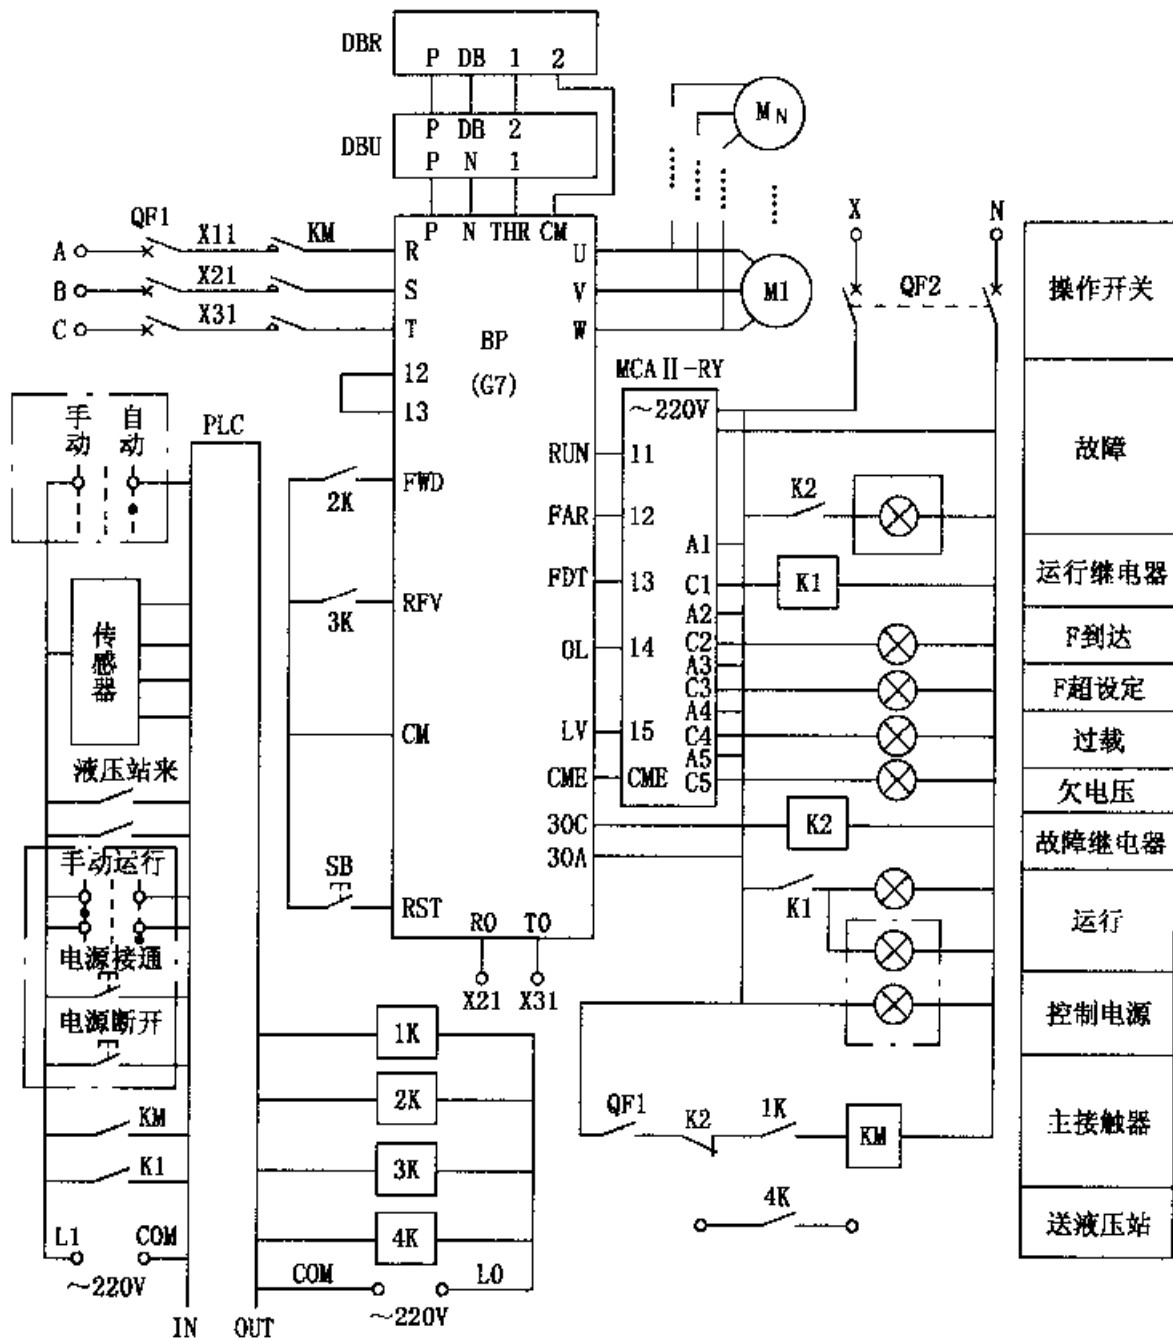 DBR
P DB 1 2
DBU
P DB 2
P N 1
MN
X N
QF1 X11 KM
P N THR CM
A R U
X21
B S V
M1
QF2
操作开关
X31
C T W
BP
(G7)
MCAⅡ-RY
12
13
~220V
手动 自动
PLC
RUN 11
故障
FWD
2K
K2
FAR 12
A1
FDT 13
C1 K1
运行继电器
RFV
3K
A2
传感器
OL 14
C2
F到达
A3
C3
F超设定
A4
CM
LV 15
C4
过载
A5
液压站来
CME CME
C5
欠电压
30C K2
故障继电器
手动运行
30A
SB
RST
K1
运行
RO TO
电源接通
X21 X31
电源断开
控制电源
1K
2K
QF1 K2 1K KM
主接触器
KM
K1
3K
4K
送液压站
4K
L1 COM
~220V
COM LO
~220V
IN OUT